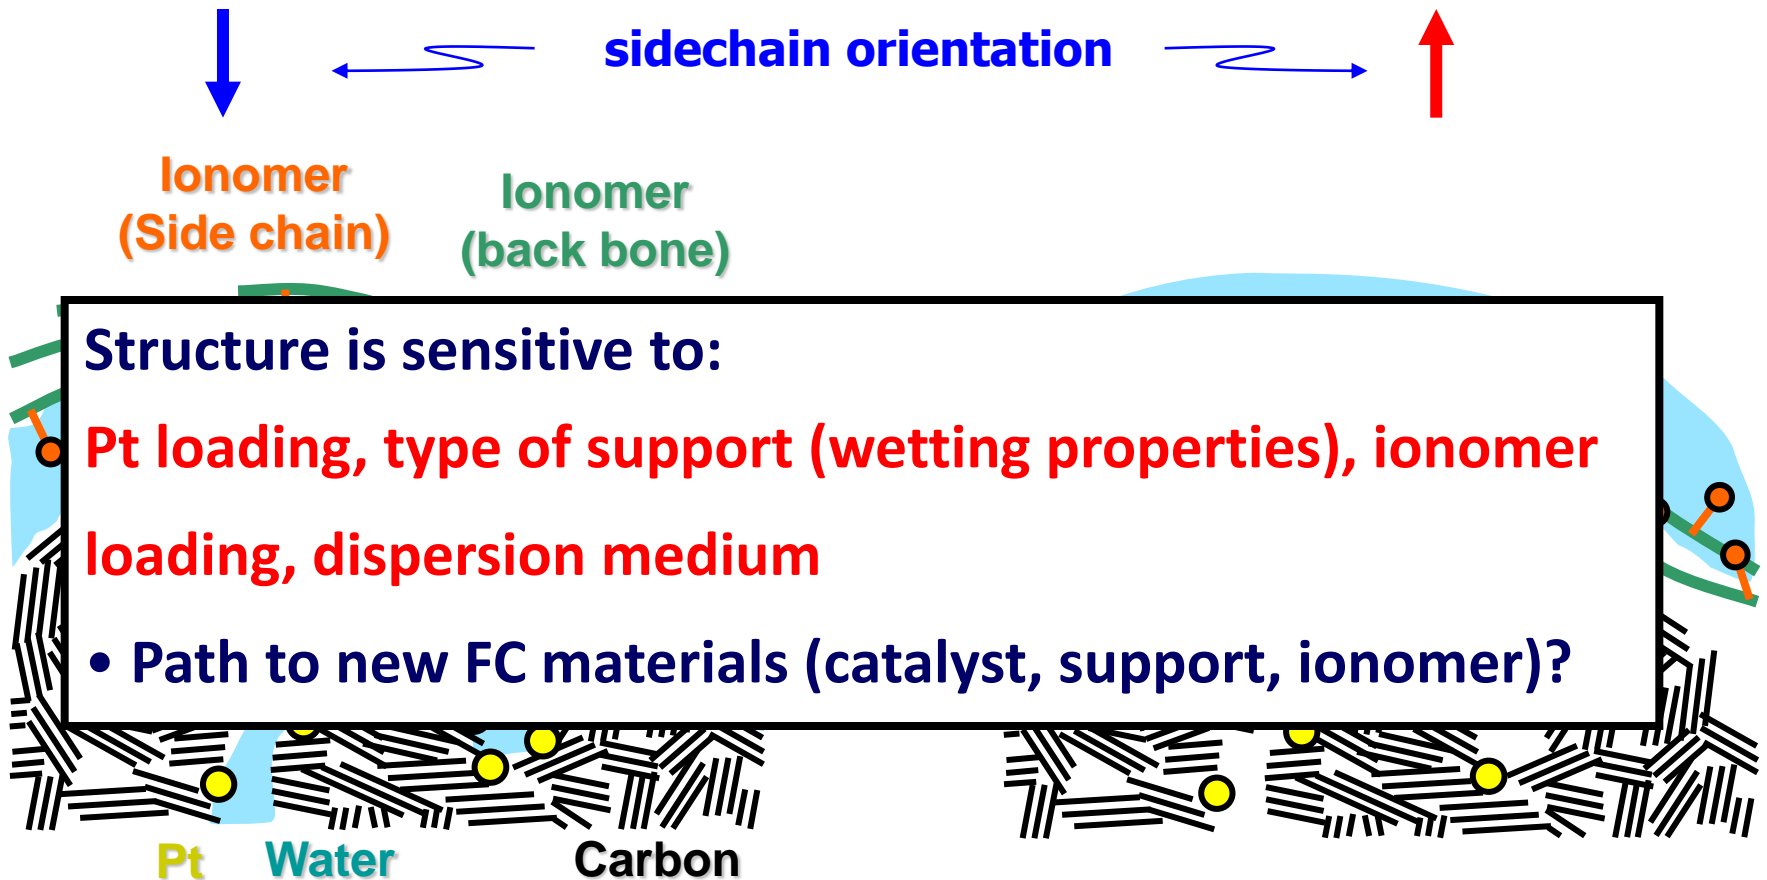 sidechain orientation
Ionomer
(Side chain)
Ionomer
(back bone)
Structure is sensitive to:
Pt loading, type of support (wetting properties), ionomer
loading, dispersion medium
• Path to new FC materials (catalyst, support, ionomer)?
Pt
Water
Carbon